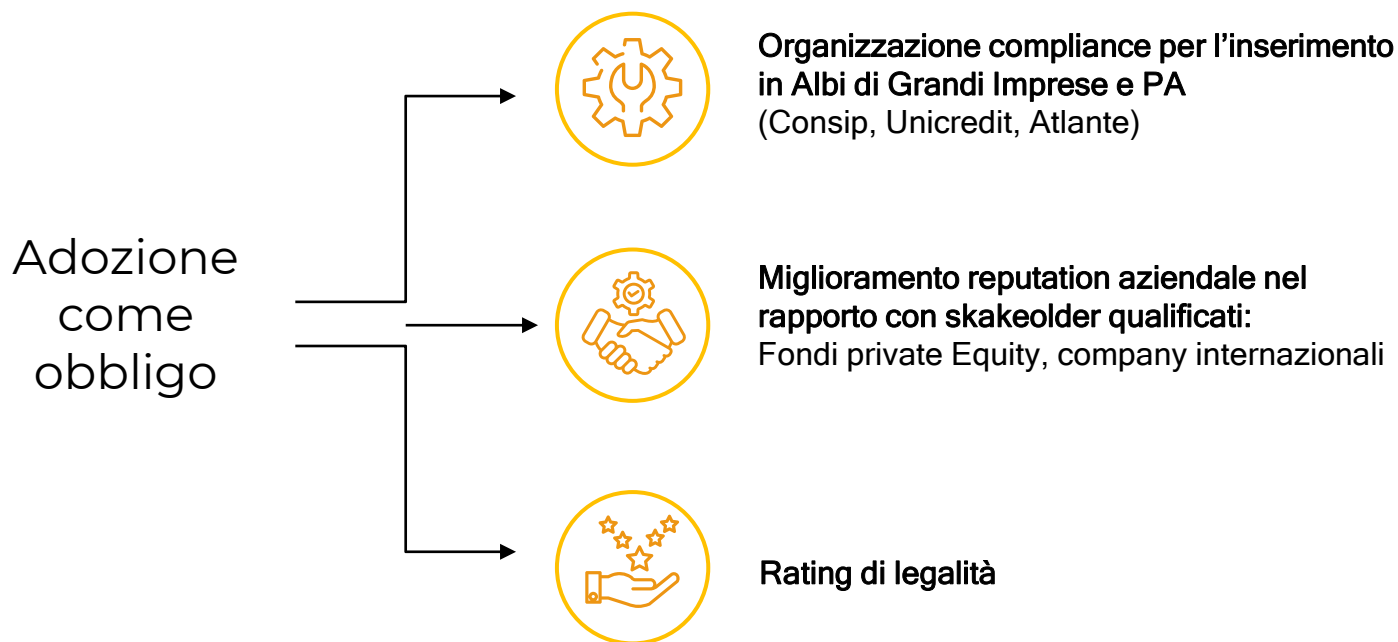 Adozione
come
obbligo
Organizzazione compliance per l'inserimento
in Albi di Grandi Imprese e PA
(Consip, Unicredit, Atlante)
Miglioramento reputation aziendale nel
rapporto con skakeolder qualificati:
Fondi private Equity, company internazionali
Rating di legalità